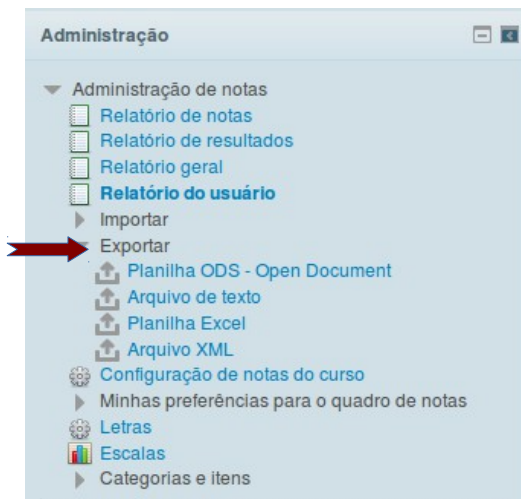 Administração
Administração de notas
Relatório de notas
Relatório de resultados
Relatório geral
Relatório do usuário
Importar
Exportar
Planilha ODS - Open Document
Arquivo de texto
Planilha Excel
Arquivo XML
Configuração de notas do curso
Minhas preferências para o quadro de notas
Letras
Escalas
Categorias e itens